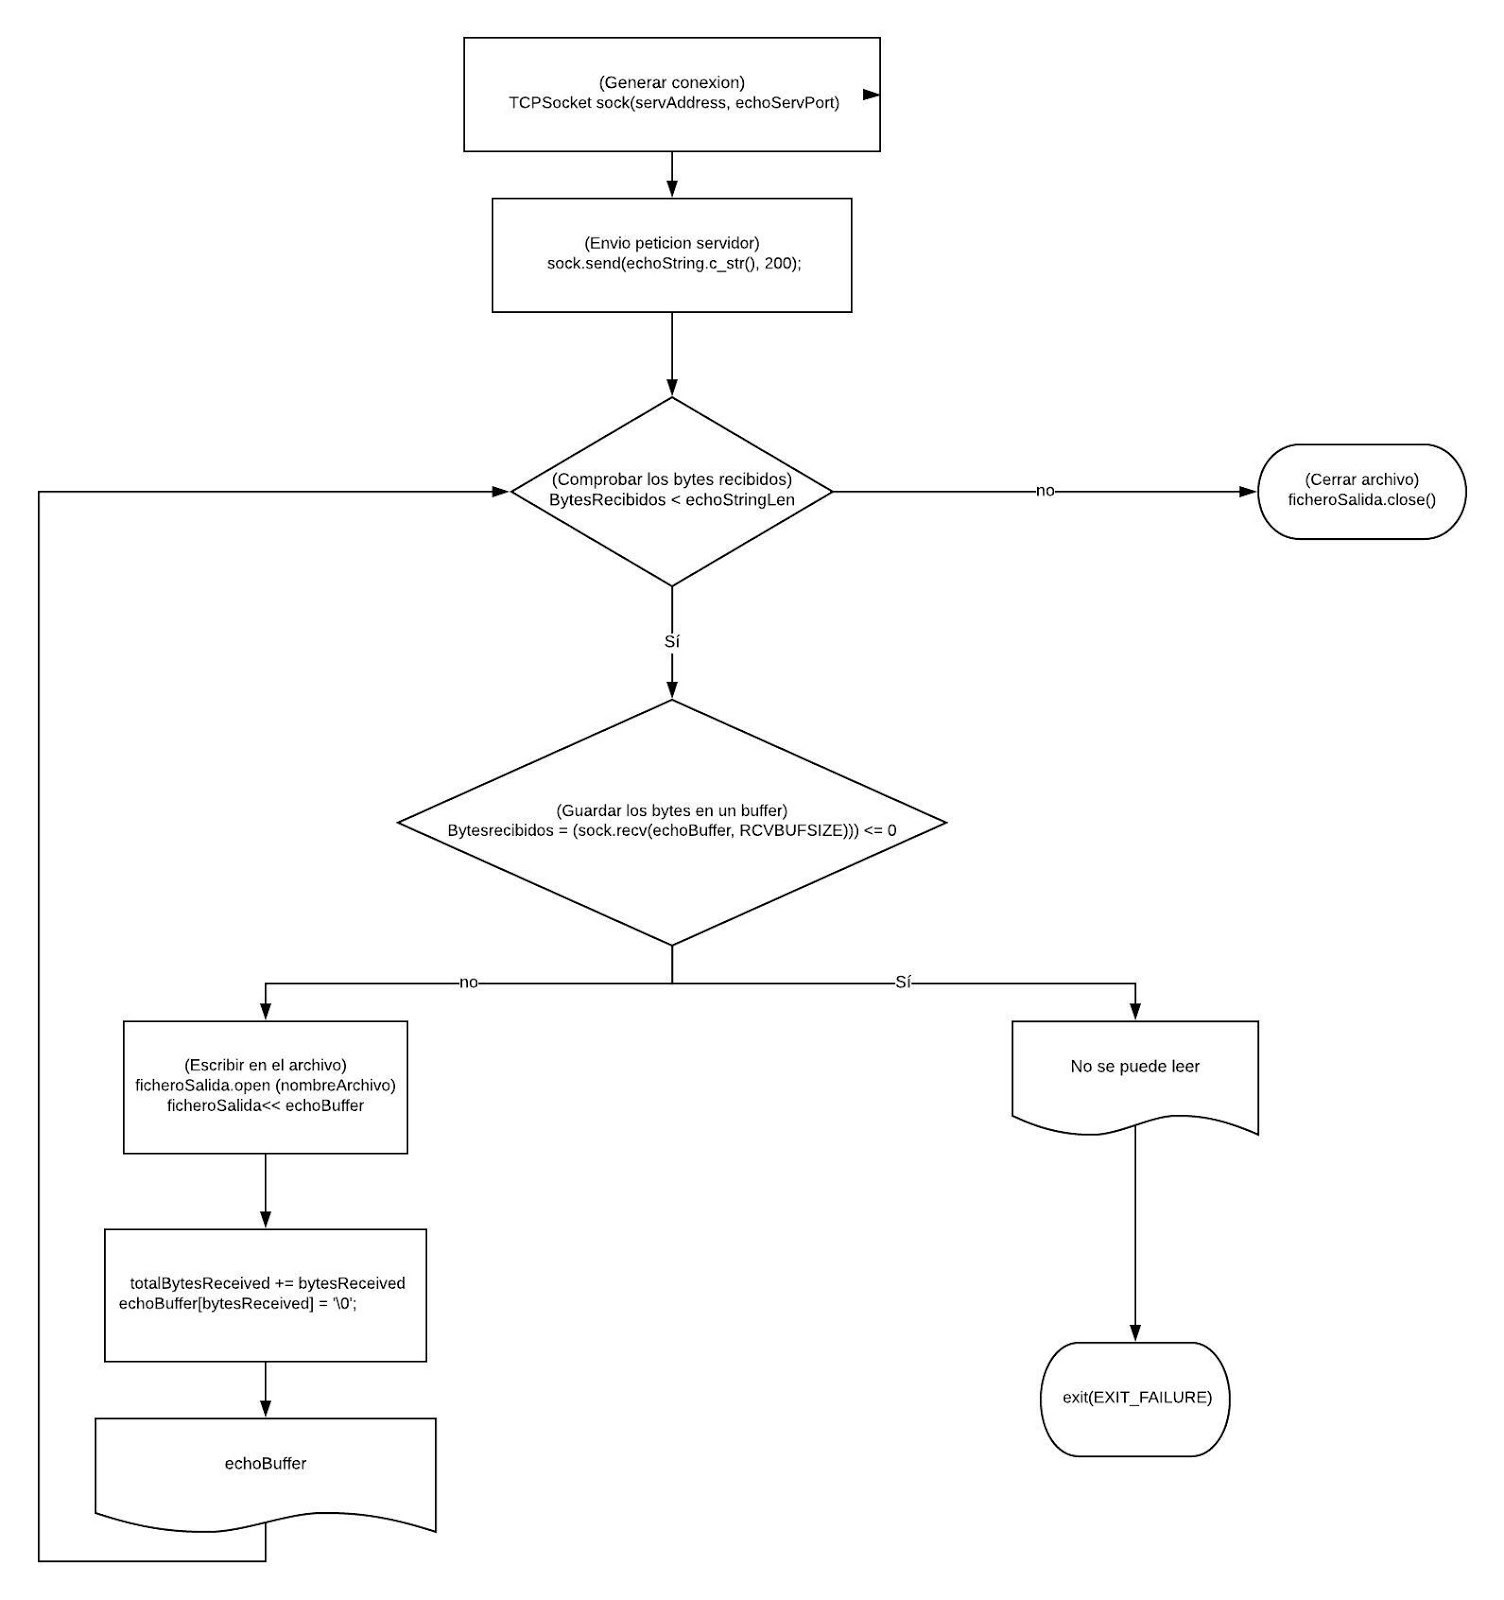 (Generar conexion)
TCPSocket sock(servAddress, echoServPort)
(Envio peticion servidor)
sock.send(echoString.c_str(), 200);
(Comprobar los bytes recibidos)
BytesRecibidos < echoStringLen
no
(Cerrar archivo)
ficheroSalida.close()
Sí
(Guardar los bytes en un buffer)
Bytesrecibidos = (sock.recv(echoBuffer, RCVBUFSIZE))) <= 0
no
Sí
(Escribir en el archivo)
ficheroSalida.open (nombreArchivo)
ficheroSalida<< echoBuffer
No se puede leer
totalBytesReceived += bytesReceived
echoBuffer[bytesReceived] = '\0';
exit(EXIT_FAILURE)
echoBuffer